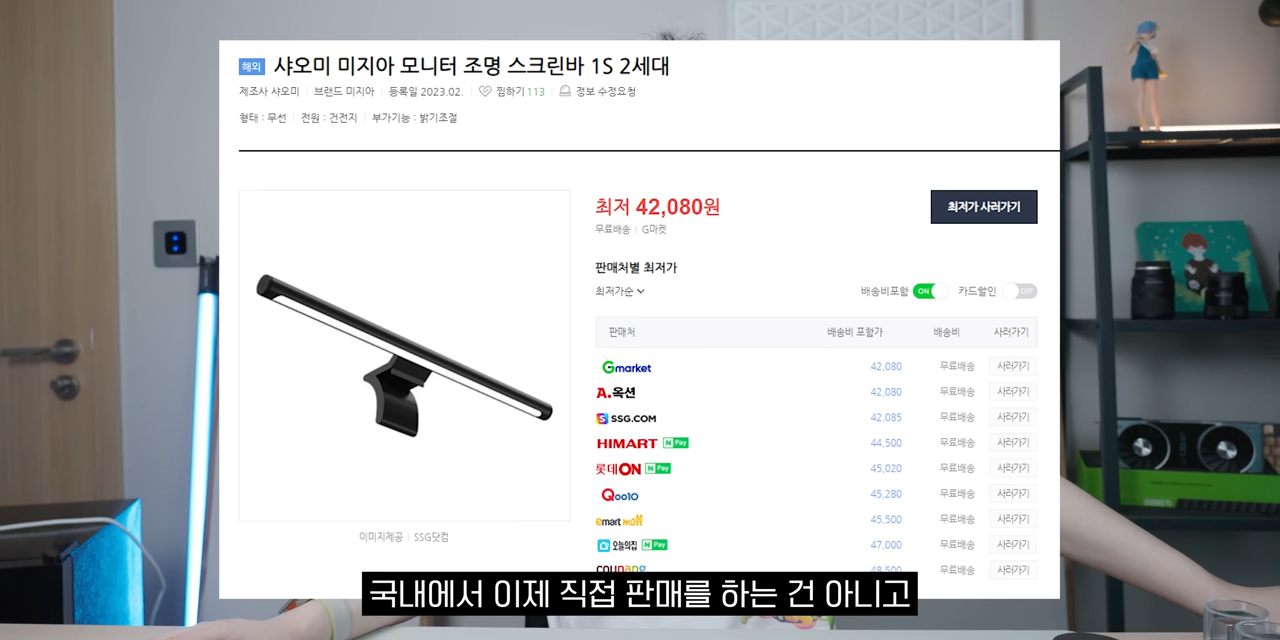 해외 샤오미 미지아 모니터 조명 스크린바 1S 2세대
제조사 샤오미 | 브랜드 미지아 | 등록일 2023.02. | 찜하기 113 | 정보 수정요청
형태 : 무선 | 전원 : 건전지 | 부가기능 : 밝기조절
최저 42,080원
최저가 사러가기
무료배송 | G마켓
판매처별 최저가
최저가순
배송비포함 ON 카드할인 OFF
판매처 배송비 포함가 배송비 사러가기
Gmarket 42,080 무료배송 사러가기
A.옥션 42,080 무료배송 사러가기
SSG.COM 42,085 무료배송 사러가기
HIMART N Pay 44,500 무료배송 사러가기
롯데ON N Pay 45,020 무료배송 사러가기
Qoo10 45,280 무료배송 사러가기
emart mall 45,500 무료배송 사러가기
오늘의집 N Pay 47,000 무료배송 사러가기
coupang 48,500 무료배송 사러가기
이미지제공 | SSG닷컴
국내에서 이제 직접 판매를 하는 건 아니고